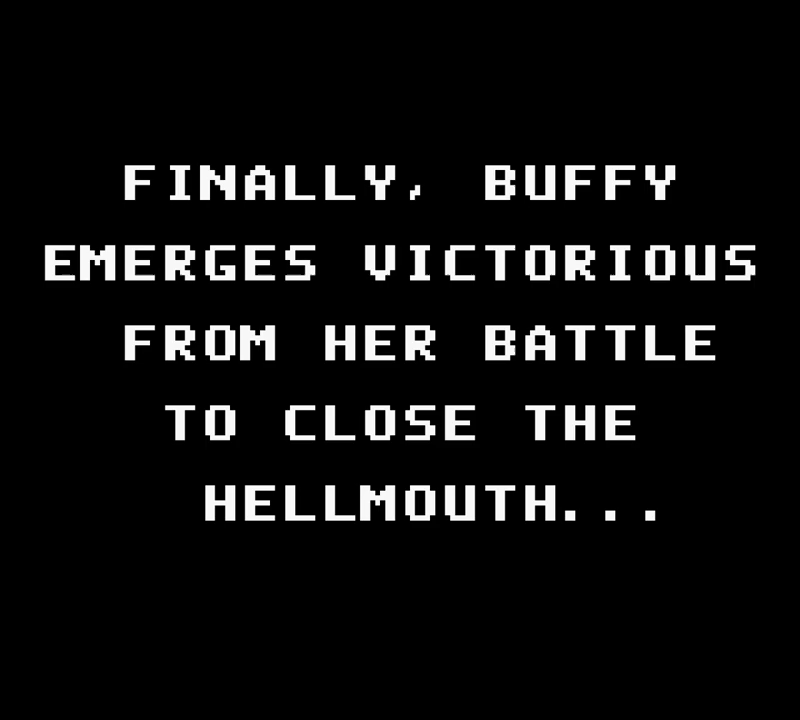 FINALLY, BUFFY
EMERGES VICTORIOUS
FROM HER BATTLE
TO CLOSE THE
HELLMOUTH...